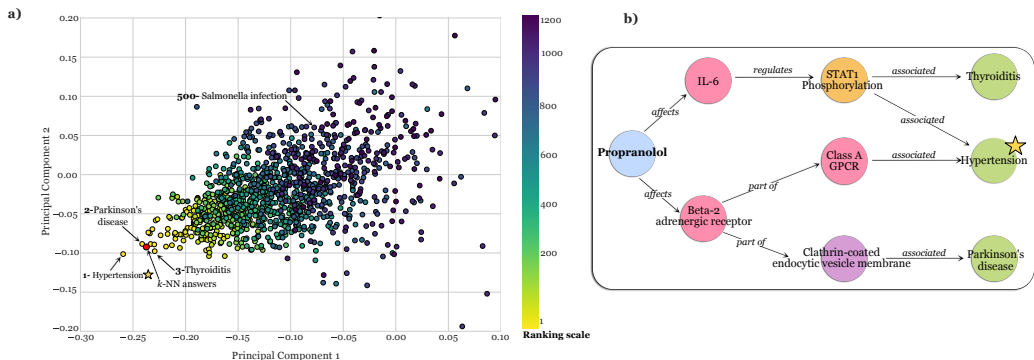 a)
0.20
0.15
0.10
0.05
0.00
−0.05
−0.10
−0.15
−0.20
Principal Component 2
−0.30
−0.25
−0.20
−0.15
−0.10
−0.05
0.00
0.05
0.10
Principal Component 1
500- Salmonella infection
2-Parkinson's
disease
1- Hypertension
3-Thyroiditis
k-NN answers
1200
1000
800
600
400
200
1
Ranking scale
b)
Propranolol
affects
affects
IL-6
regulates
STAT1
Phosphorylation
associated
Thyroiditis
associated
Class A
GPCR
associated
Hypertension
Beta-2
adrenergic receptor
part of
part of
Clathrin-coated
endocytic vesicle membrane
associated
Parkinson's
disease